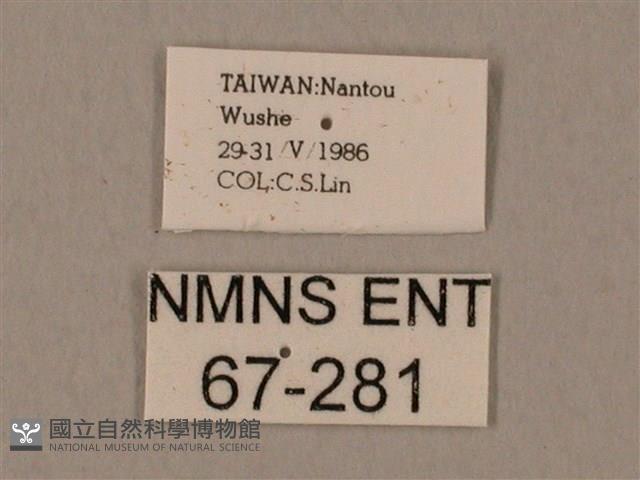 TAIWAN:Nantou
Wushe
29-31/V/1986
COL:C.S.Lin
NMNS ENT
67-281
國立自然科學博物館
NATIONAL MUSEUM OF NATURAL SCIENCE